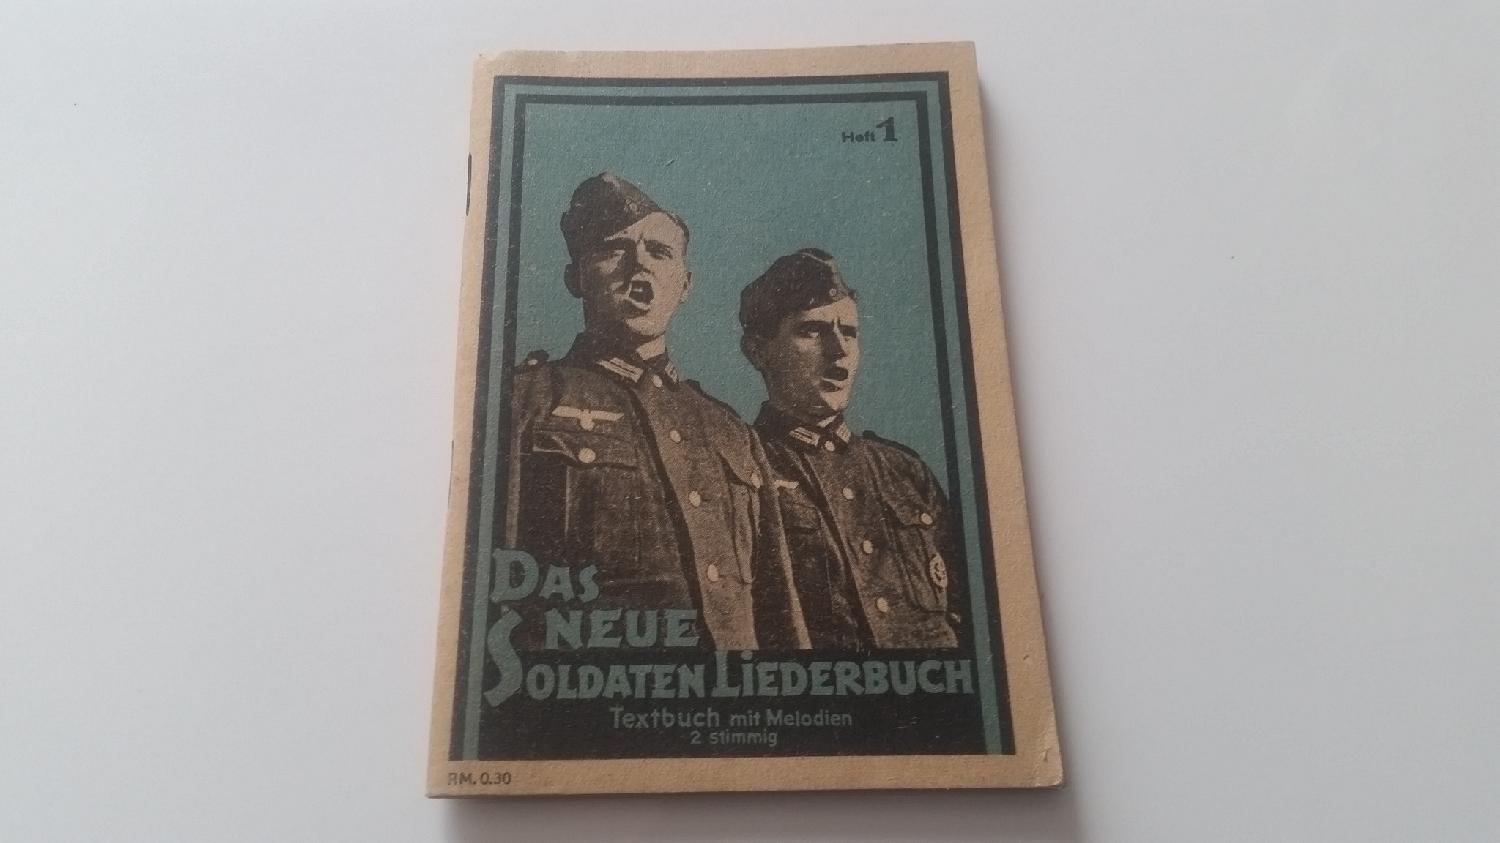 Heft 1
DAS
NEUE
SOLDATEN LiEDERBUCH
Textbuch mit Melodien
2 stimmig
RM. 0.30